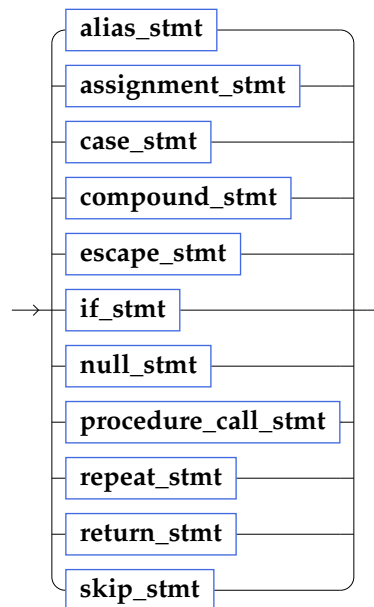 alias_stmt
assignment_stmt
case_stmt
compound_stmt
escape_stmt
if_stmt
null_stmt
procedure_call_stmt
repeat_stmt
return_stmt
skip_stmt